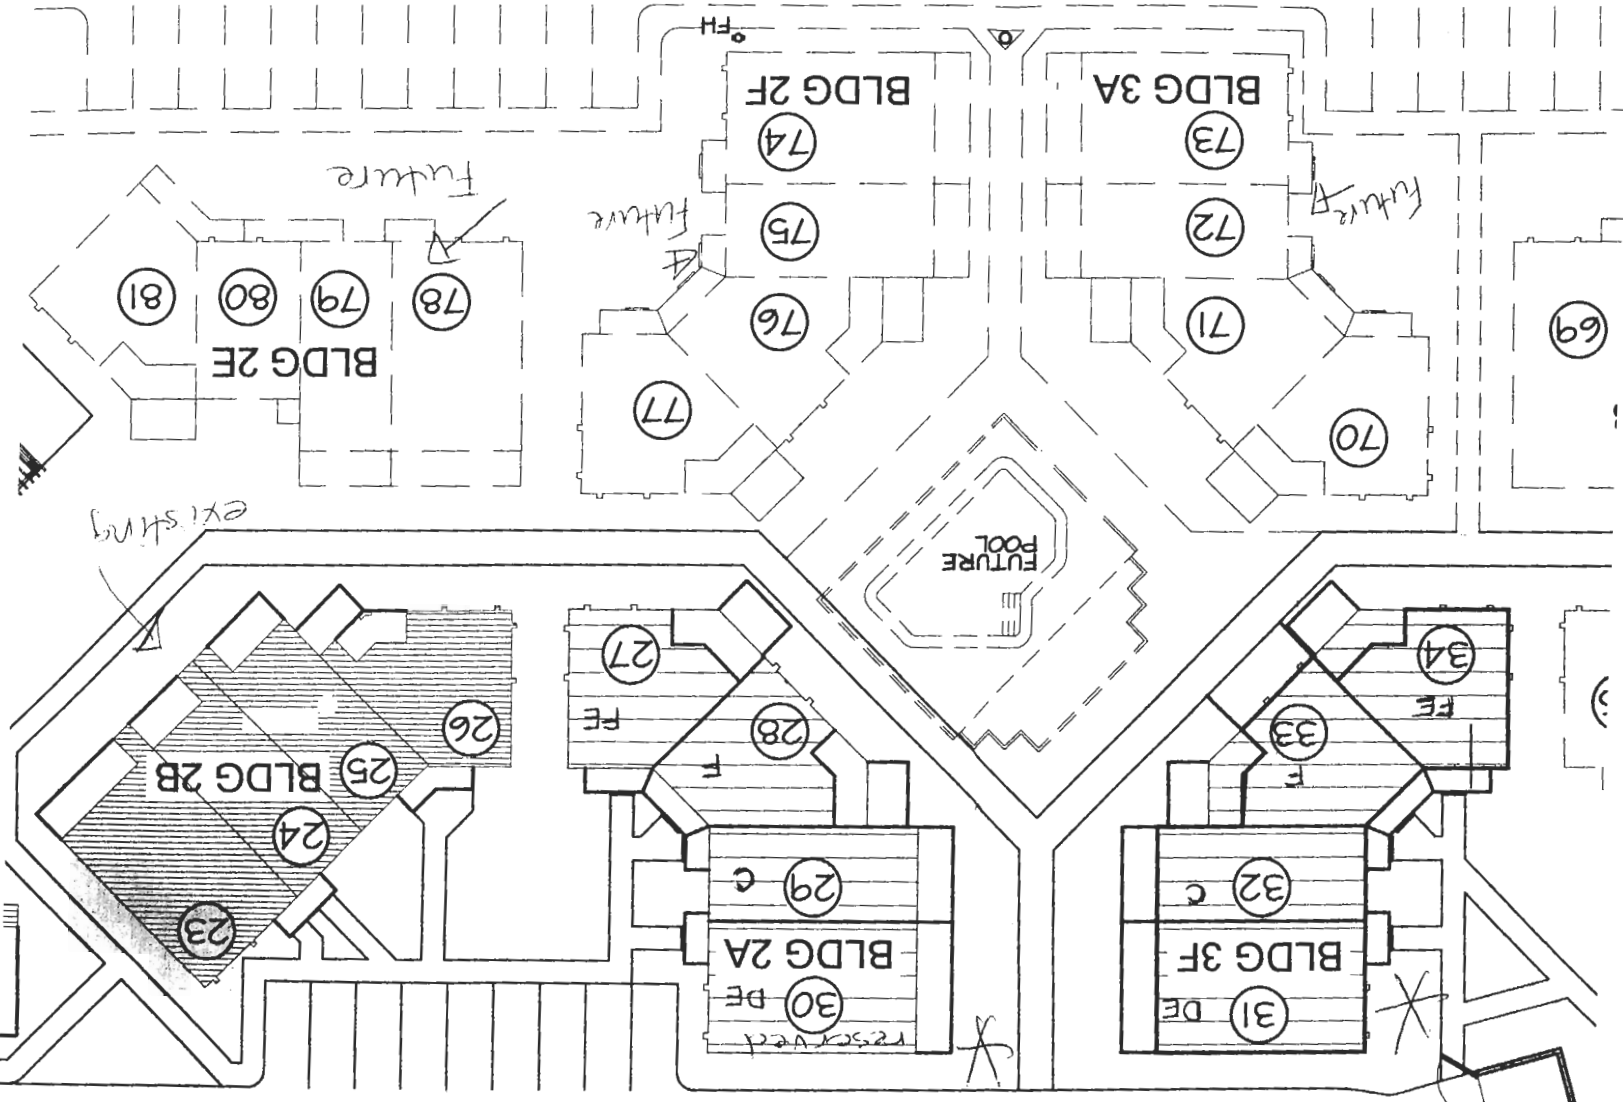 reserved
31
DE
30
DE
BLDG 3F
BLDG 2A
23
32
C
29
C
24
BLDG 2B
25
F
F
33
28
26
FE
FE
34
27
FUTURE
POOL
existing
70
77
BLDG 2E
69
71
76
78
79
80
81
72
75
Future
Future
Future
73
74
BLDG 3A
BLDG 2F
FH